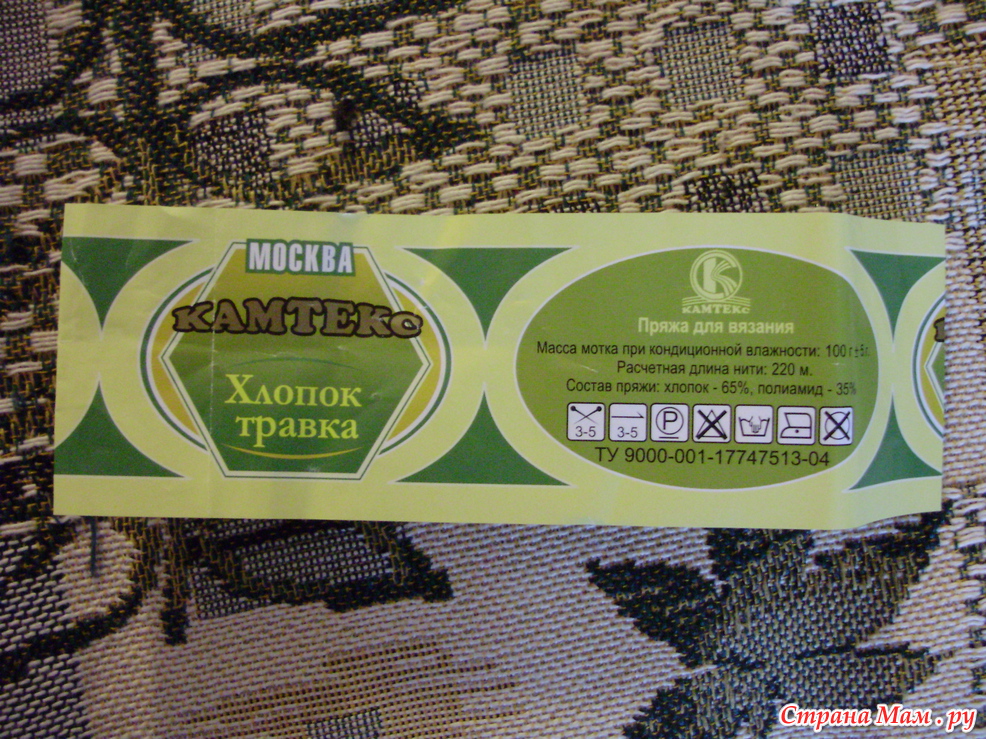 МОСКВА
КАМТЕКС
Хлопок
травка
КАМТЕКС
Пряжа для вязания
Масса мотка при кондиционной влажности: 100 г±5г.
Расчетная длина нити: 220 м.
Состав пряжи: хлопок - 65%, полиамид - 35%
3-5 3-5 P
ТУ 9000-001-17747513-04
Страна Мам.ру